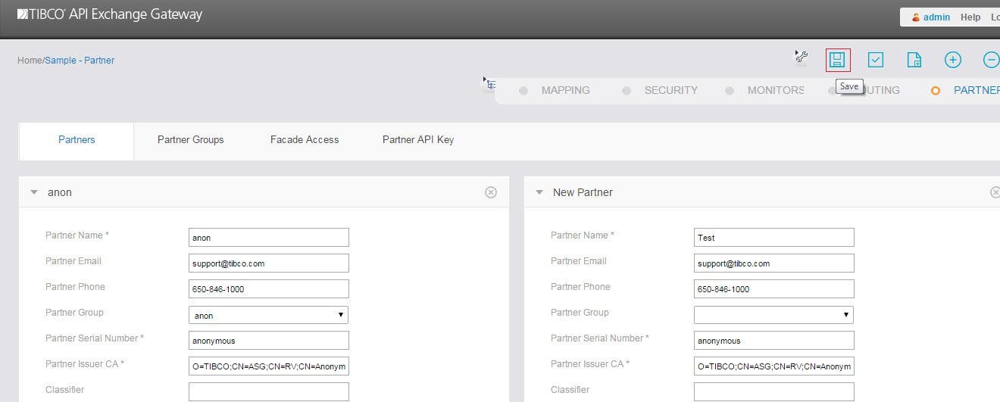 TIBCO® API Exchange Gateway
admin Help
Home/Sample - Partner
MAPPING SECURITY MONITORS PARTNER
Save
Partners Partner Groups Facade Access Partner API Key
anon
Partner Name * anon
Partner Email support@tibco.com
Partner Phone 650-846-1000
Partner Group anon
Partner Serial Number * anonymous
Partner Issuer CA * O=TIBCO;CN=ASG;CN=RV;CN=Anonym
Classifier
New Partner
Partner Name * Test
Partner Email support@tibco.com
Partner Phone 650-846-1000
Partner Group
Partner Serial Number * anonymous
Partner Issuer CA * O=TIBCO;CN=ASG;CN=RV;CN=Anonym
Classifier